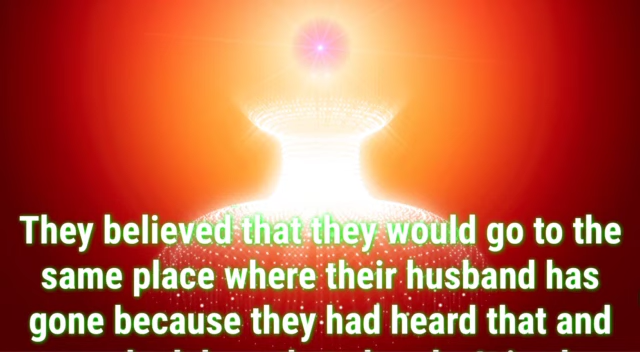 They believed that they would go to the
same place where their husband has
gone because they had heard that and